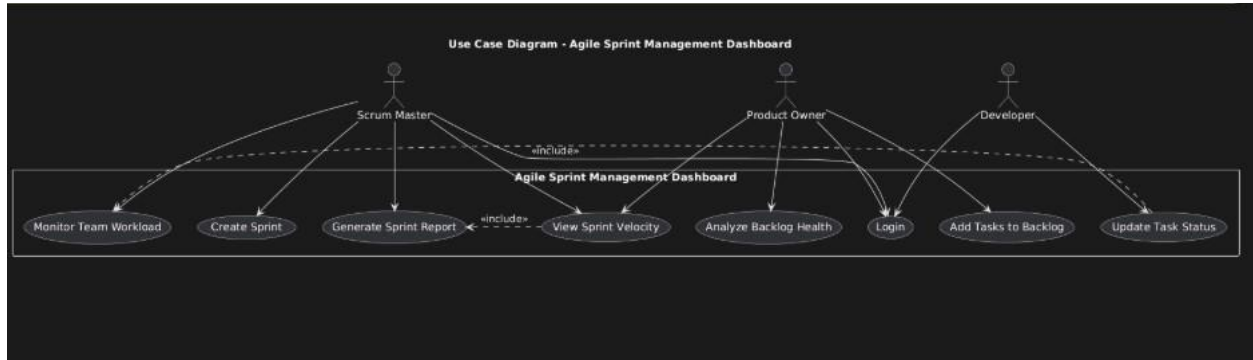 Use Case Diagram - Agile Sprint Management Dashboard
Scrum Master
Product Owner
Developer
«include»
Agile Sprint Management Dashboard
«include»
Monitor Team Workload
Create Sprint
Generate Sprint Report
View Sprint Velocity
Analyze Backlog Health
Login
Add Tasks to Backlog
Update Task Status